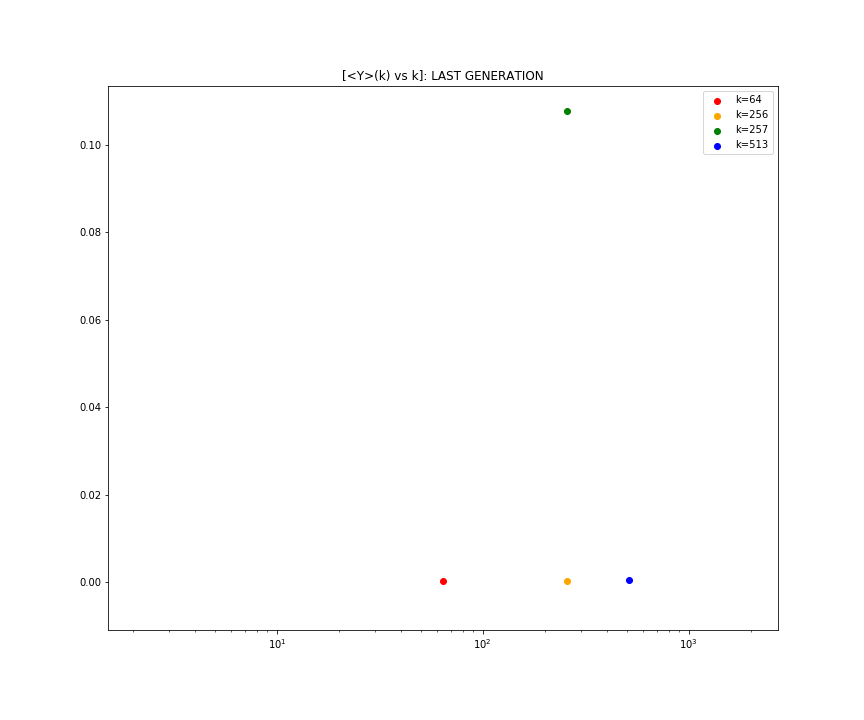 [<Y>(k) vs k]: LAST GENERATION
k=64
k=256
k=257
k=513
0.10
0.08
0.06
0.04
0.02
0.00
10¹ 10² 10³